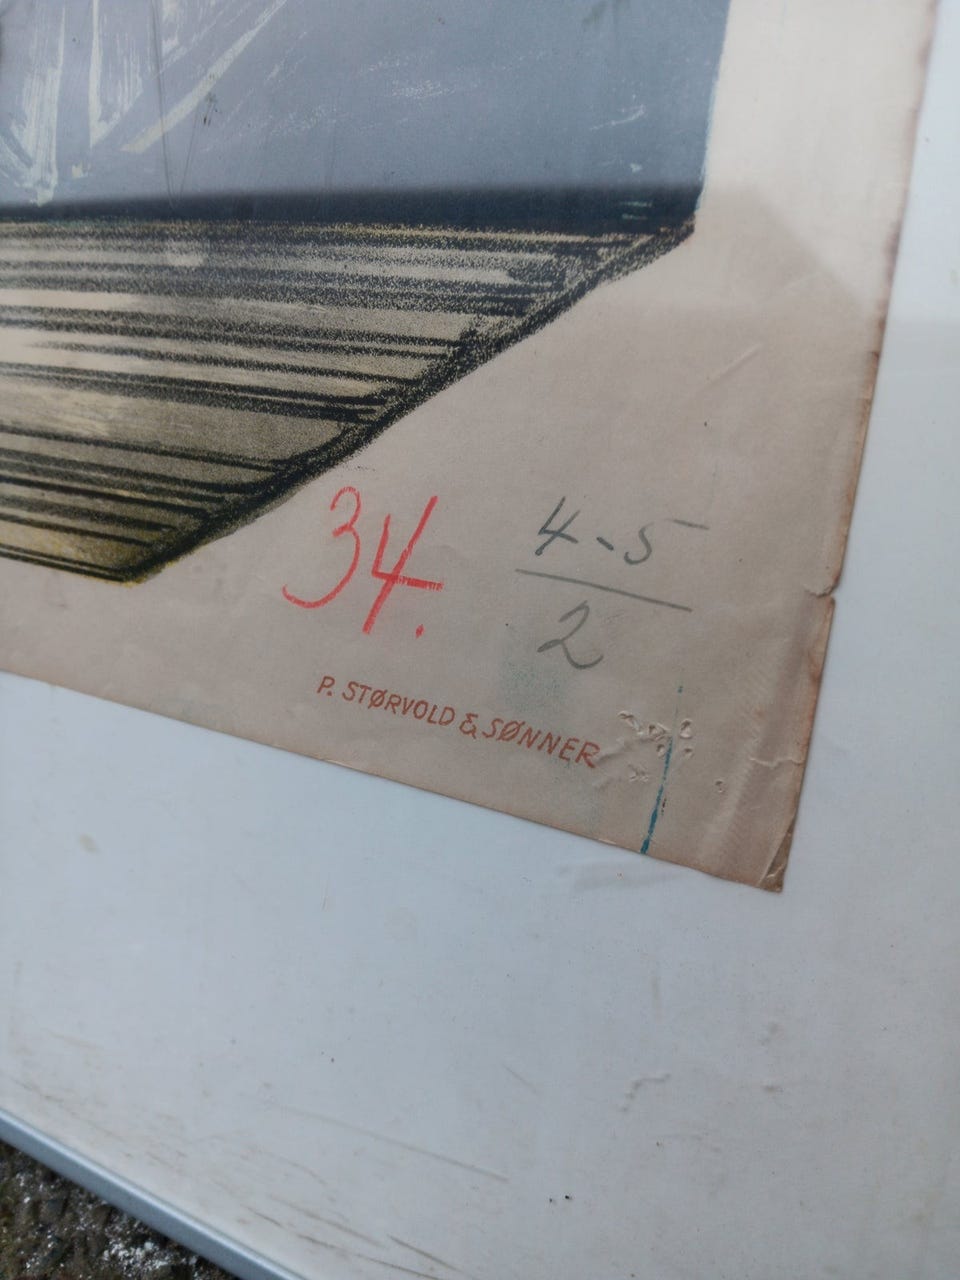 34.
4-5
2
P. STØRVOLD & SØNNER